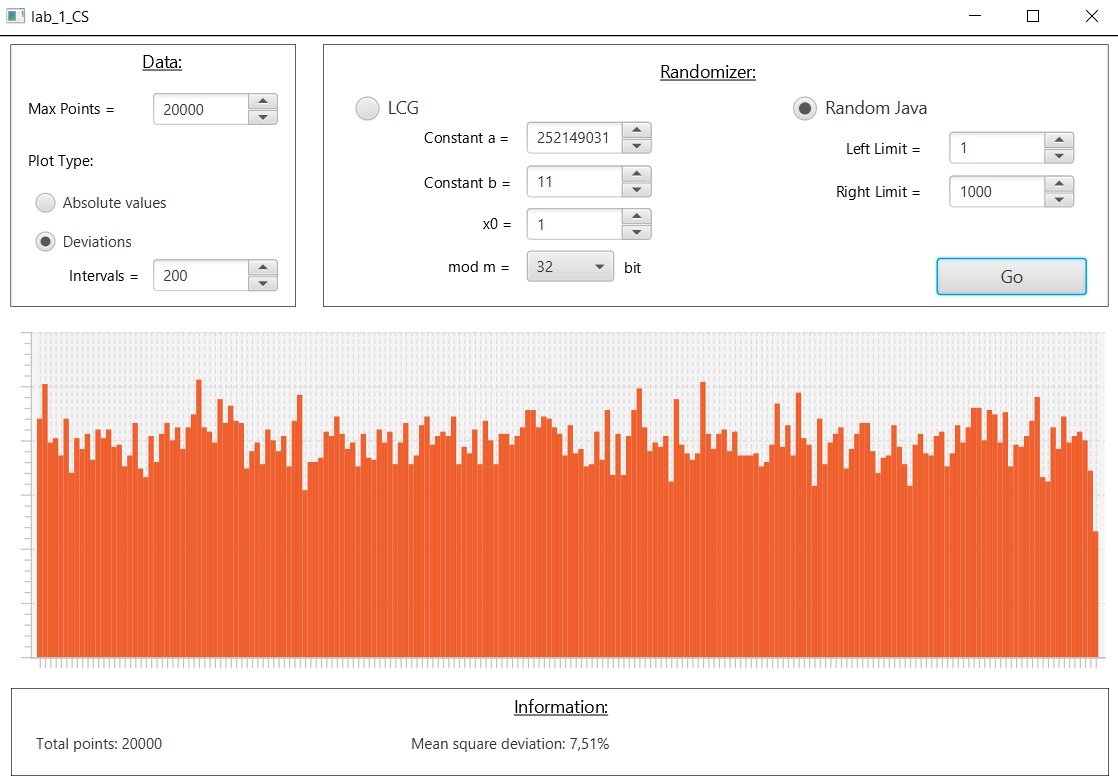 lab_1_CS
Data:
Max Points =
20000
Plot Type:
Absolute values
Deviations
Intervals =
200
Randomizer:
LCG
Constant a =
252149031
Constant b =
11
x0 =
1
mod m =
32
bit
Random Java
Left Limit =
1
Right Limit =
1000
Go
Information:
Total points: 20000
Mean square deviation: 7,51%